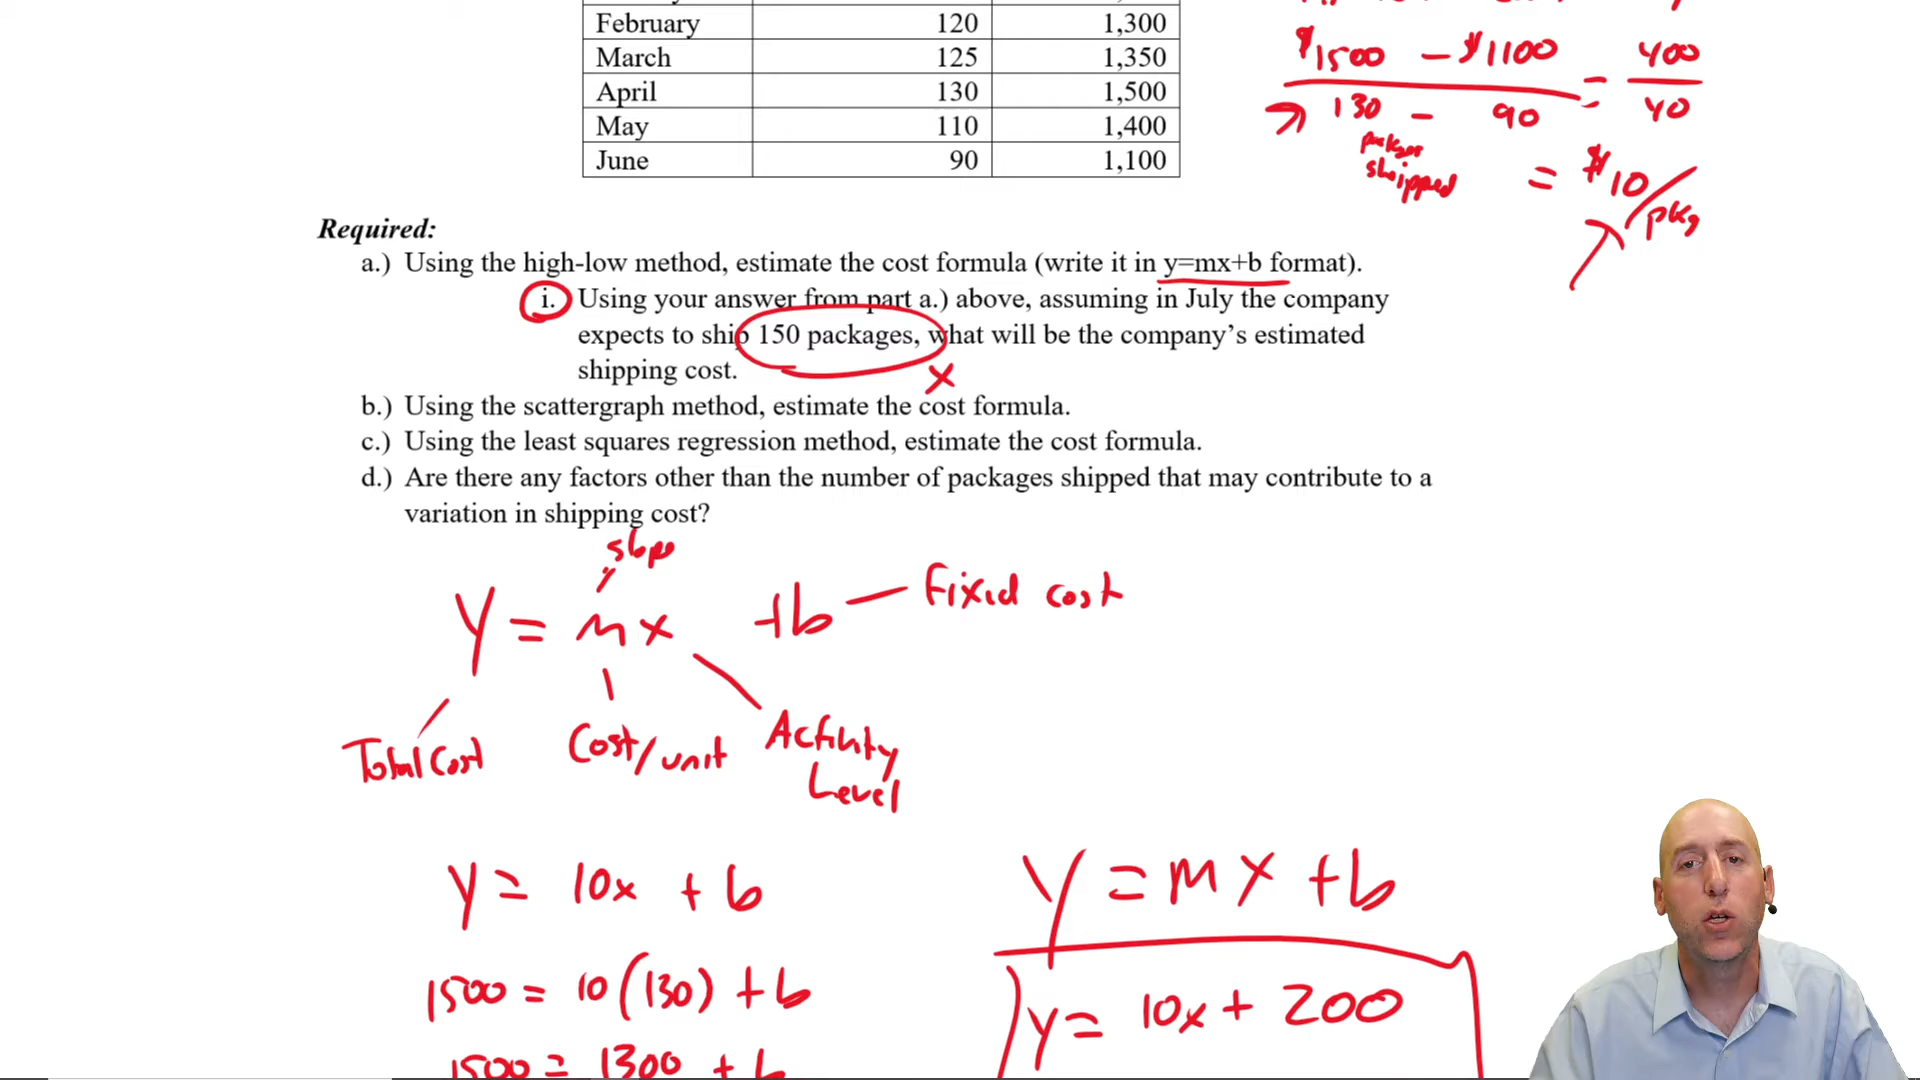 February 120 1,300
March 125 1,350
April 130 1,500
May 110 1,400
June 90 1,100
$1500 - $1100 = 400
130 - 90 40
shipped
= $10/pkg
Required:
a.) Using the high-low method, estimate the cost formula (write it in y=mx+b format).
i. Using your answer from part a.) above, assuming in July the company
expects to ship 150 packages, what will be the company’s estimated
shipping cost.
x
b.) Using the scattergraph method, estimate the cost formula.
c.) Using the least squares regression method, estimate the cost formula.
d.) Are there any factors other than the number of packages shipped that may contribute to a
variation in shipping cost?
slope
y = mx +b — Fixed cost
Total Cost Cost/unit Activity
Level
y = 10x + b
y = mx + b
1500 = 10(130) + b
y = 10x + 200
1500 = 1300 + b